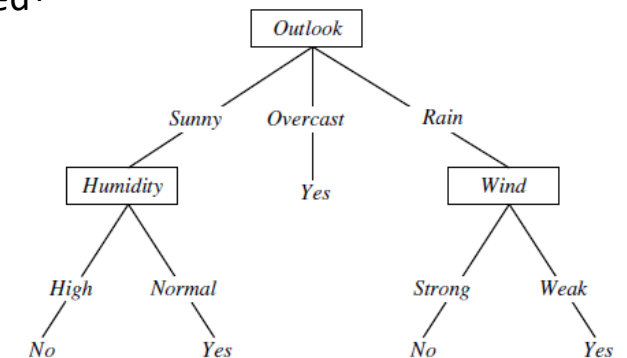 Outlook
Sunny Overcast Rain
Humidity Yes Wind
High Normal Strong Weak
No Yes No Yes